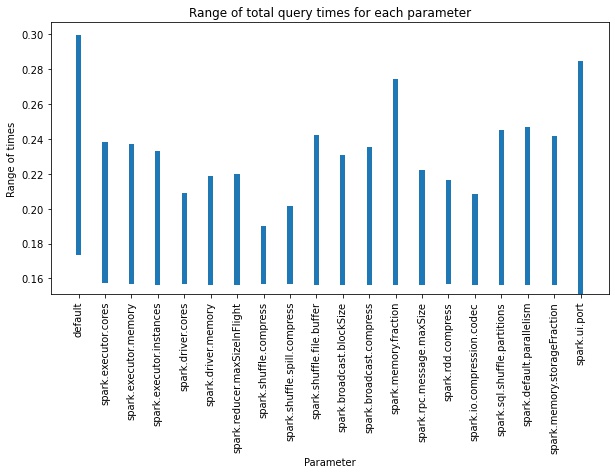 Range of total query times for each parameter
Range of times
0.30
0.28
0.26
0.24
0.22
0.20
0.18
0.16
default
spark.executor.cores
spark.executor.memory
spark.executor.instances
spark.driver.cores
spark.driver.memory
spark.reducer.maxSizeInFlight
spark.shuffle.compress
spark.shuffle.spill.compress
spark.shuffle.file.buffer
spark.broadcast.blockSize
spark.broadcast.compress
spark.memory.fraction
spark.rpc.message.maxSize
spark.rdd.compress
spark.io.compression.codec
spark.sql.shuffle.partitions
spark.default.parallelism
spark.memory.storageFraction
spark.ui.port
Parameter